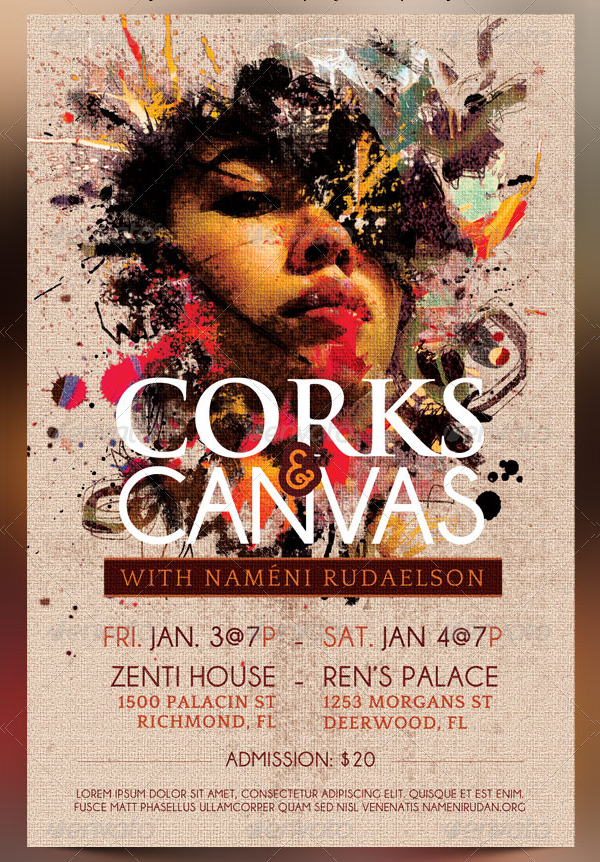 CORKS
&
CANVAS
WITH NAMÉNI RUDAELSON
FRI. JAN. 3@7P - SAT. JAN 4@7P
ZENTI HOUSE - REN'S PALACE
1500 PALACIN ST 1253 MORGANS ST
RICHMOND, FL DEERWOOD, FL
ADMISSION: $20
LOREM IPSUM DOLOR SIT AMET, CONSECTETUR ADIPISCING ELIT. QUISQUE ET EST ENIM.
FUSCE MATT PHASELLUS ULLAMCORPER QUAM SED NISL VENENATIS NAMENIRUDAN.ORG